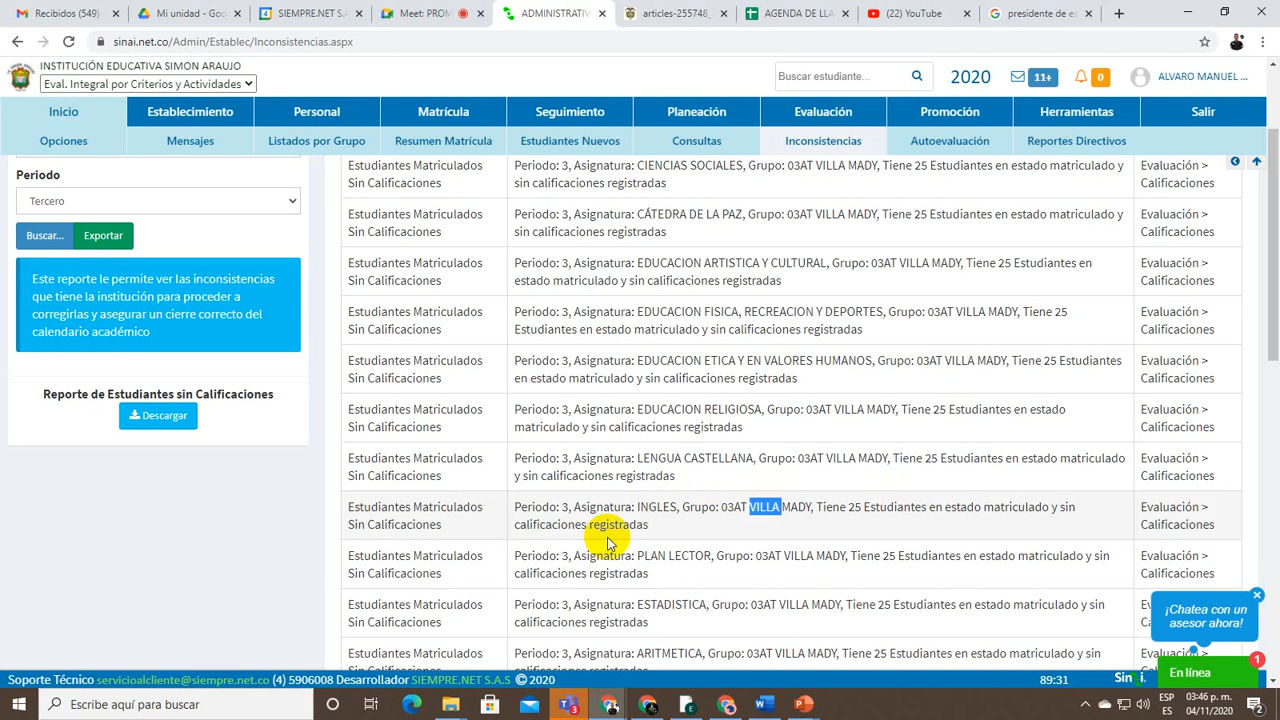 Recibidos (549) - c
Mi unidad - Goo
SIEMPRE.NET S.A
Meet: PROM
ADMINISTRATIV
articles-255748_
AGENDA DE LLA
(22) YouTube
presidente de es
sinai.net.co/Admin/Establec/Inconsistencias.aspx
INSTITUCIÓN EDUCATIVA SIMON ARAUJO
Eval. Integral por Criterios y Actividades
Buscar estudiante...
2020
11+
0
ALVARO MANUEL ...
Inicio
Establecimiento
Personal
Matrícula
Seguimiento
Planeación
Evaluación
Promoción
Herramientas
Salir
Opciones
Mensajes
Listados por Grupo
Resumen Matrícula
Estudiantes Nuevos
Consultas
Inconsistencias
Autoevaluación
Reportes Directivos
Periodo
Tercero
Buscar...
Exportar
Este reporte le permite ver las inconsistencias
que tiene la institución para proceder a
corregirlas y asegurar un cierre correcto del
calendario académico
Reporte de Estudiantes sin Calificaciones
Descargar
Estudiantes Matriculados
Sin Calificaciones
Periodo: 3, Asignatura: CIENCIAS SOCIALES, Grupo: 03AT VILLA MADY, Tiene 25 Estudiantes en estado matriculado y
sin calificaciones registradas
Evaluación >
Calificaciones
Estudiantes Matriculados
Sin Calificaciones
Periodo: 3, Asignatura: CÁTEDRA DE LA PAZ, Grupo: 03AT VILLA MADY, Tiene 25 Estudiantes en estado matriculado y
sin calificaciones registradas
Evaluación >
Calificaciones
Estudiantes Matriculados
Sin Calificaciones
Periodo: 3, Asignatura: EDUCACION ARTISTICA Y CULTURAL, Grupo: 03AT VILLA MADY, Tiene 25 Estudiantes en
estado matriculado y sin calificaciones registradas
Evaluación >
Calificaciones
Estudiantes Matriculados
Sin Calificaciones
Periodo: 3, Asignatura: EDUCACION FISICA, RECREACION Y DEPORTES, Grupo: 03AT VILLA MADY, Tiene 25
Estudiantes en estado matriculado y sin calificaciones registradas
Evaluación >
Calificaciones
Estudiantes Matriculados
Sin Calificaciones
Periodo: 3, Asignatura: EDUCACION ETICA Y EN VALORES HUMANOS, Grupo: 03AT VILLA MADY, Tiene 25 Estudiantes
en estado matriculado y sin calificaciones registradas
Evaluación >
Calificaciones
Estudiantes Matriculados
Sin Calificaciones
Periodo: 3, Asignatura: EDUCACION RELIGIOSA, Grupo: 03AT VILLA MADY, Tiene 25 Estudiantes en estado
matriculado y sin calificaciones registradas
Evaluación >
Calificaciones
Estudiantes Matriculados
Sin Calificaciones
Periodo: 3, Asignatura: LENGUA CASTELLANA, Grupo: 03AT VILLA MADY, Tiene 25 Estudiantes en estado matriculado
y sin calificaciones registradas
Evaluación >
Calificaciones
Estudiantes Matriculados
Sin Calificaciones
Periodo: 3, Asignatura: INGLES, Grupo: 03AT VILLA MADY, Tiene 25 Estudiantes en estado matriculado y sin
calificaciones registradas
Evaluación >
Calificaciones
Estudiantes Matriculados
Sin Calificaciones
Periodo: 3, Asignatura: PLAN LECTOR, Grupo: 03AT VILLA MADY, Tiene 25 Estudiantes en estado matriculado y sin
calificaciones registradas
Evaluación >
Calificaciones
Estudiantes Matriculados
Sin Calificaciones
Periodo: 3, Asignatura: ESTADISTICA, Grupo: 03AT VILLA MADY, Tiene 25 Estudiantes en estado matriculado y sin
calificaciones registradas
Estudiantes Matriculados
Sin Calificaciones
Periodo: 3, Asignatura: ARITMETICA, Grupo: 03AT VILLA MADY, Tiene 25 Estudiantes en estado matriculado y sin
calificaciones registradas
¡Chatea con un
asesor ahora!
1
En línea
Soporte Técnico servicioalcliente@siempre.net.co (4) 5906008 Desarrollador SIEMPRE.NET S.A.S © 2020
89:31
Escribe aquí para buscar
3
ESP
ES
03:46 p. m.
04/11/2020
2